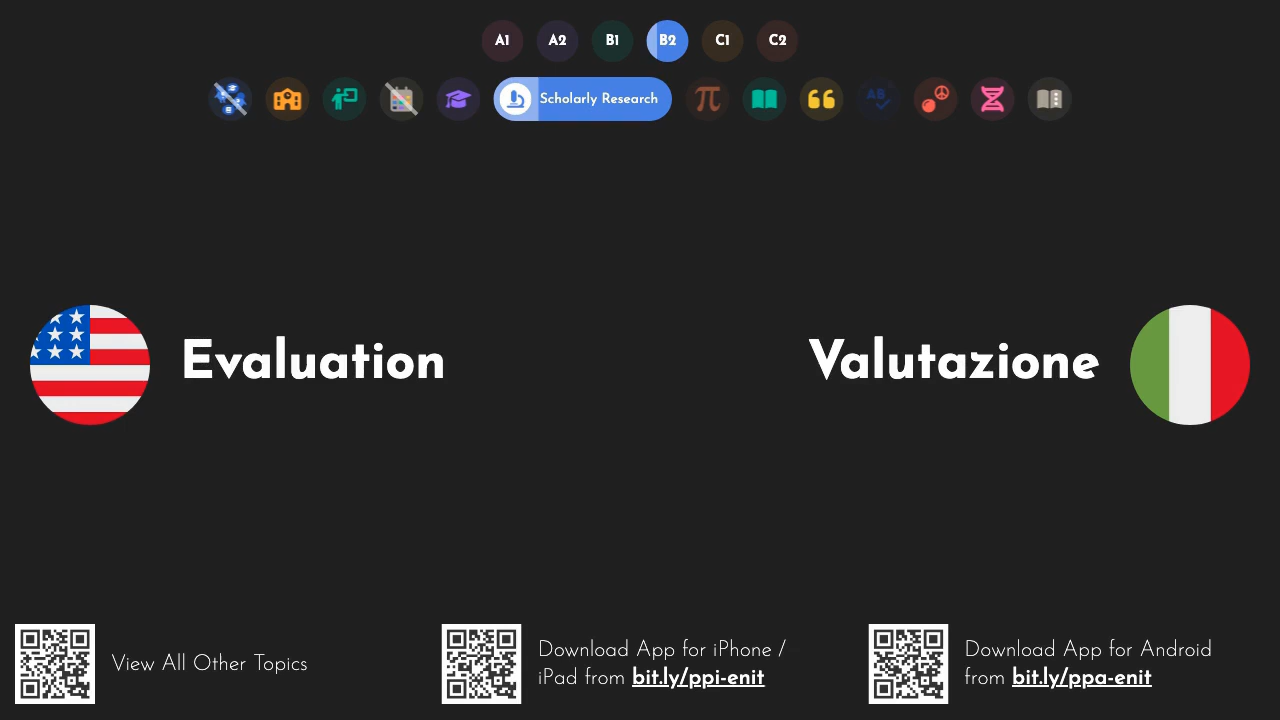 A1 A2 B1 B2 C1 C2
Scholarly Research
Evaluation
Valutazione
View All Other Topics
Download App for iPhone /
iPad from bit.ly/ppi-enit
Download App for Android
from bit.ly/ppa-enit